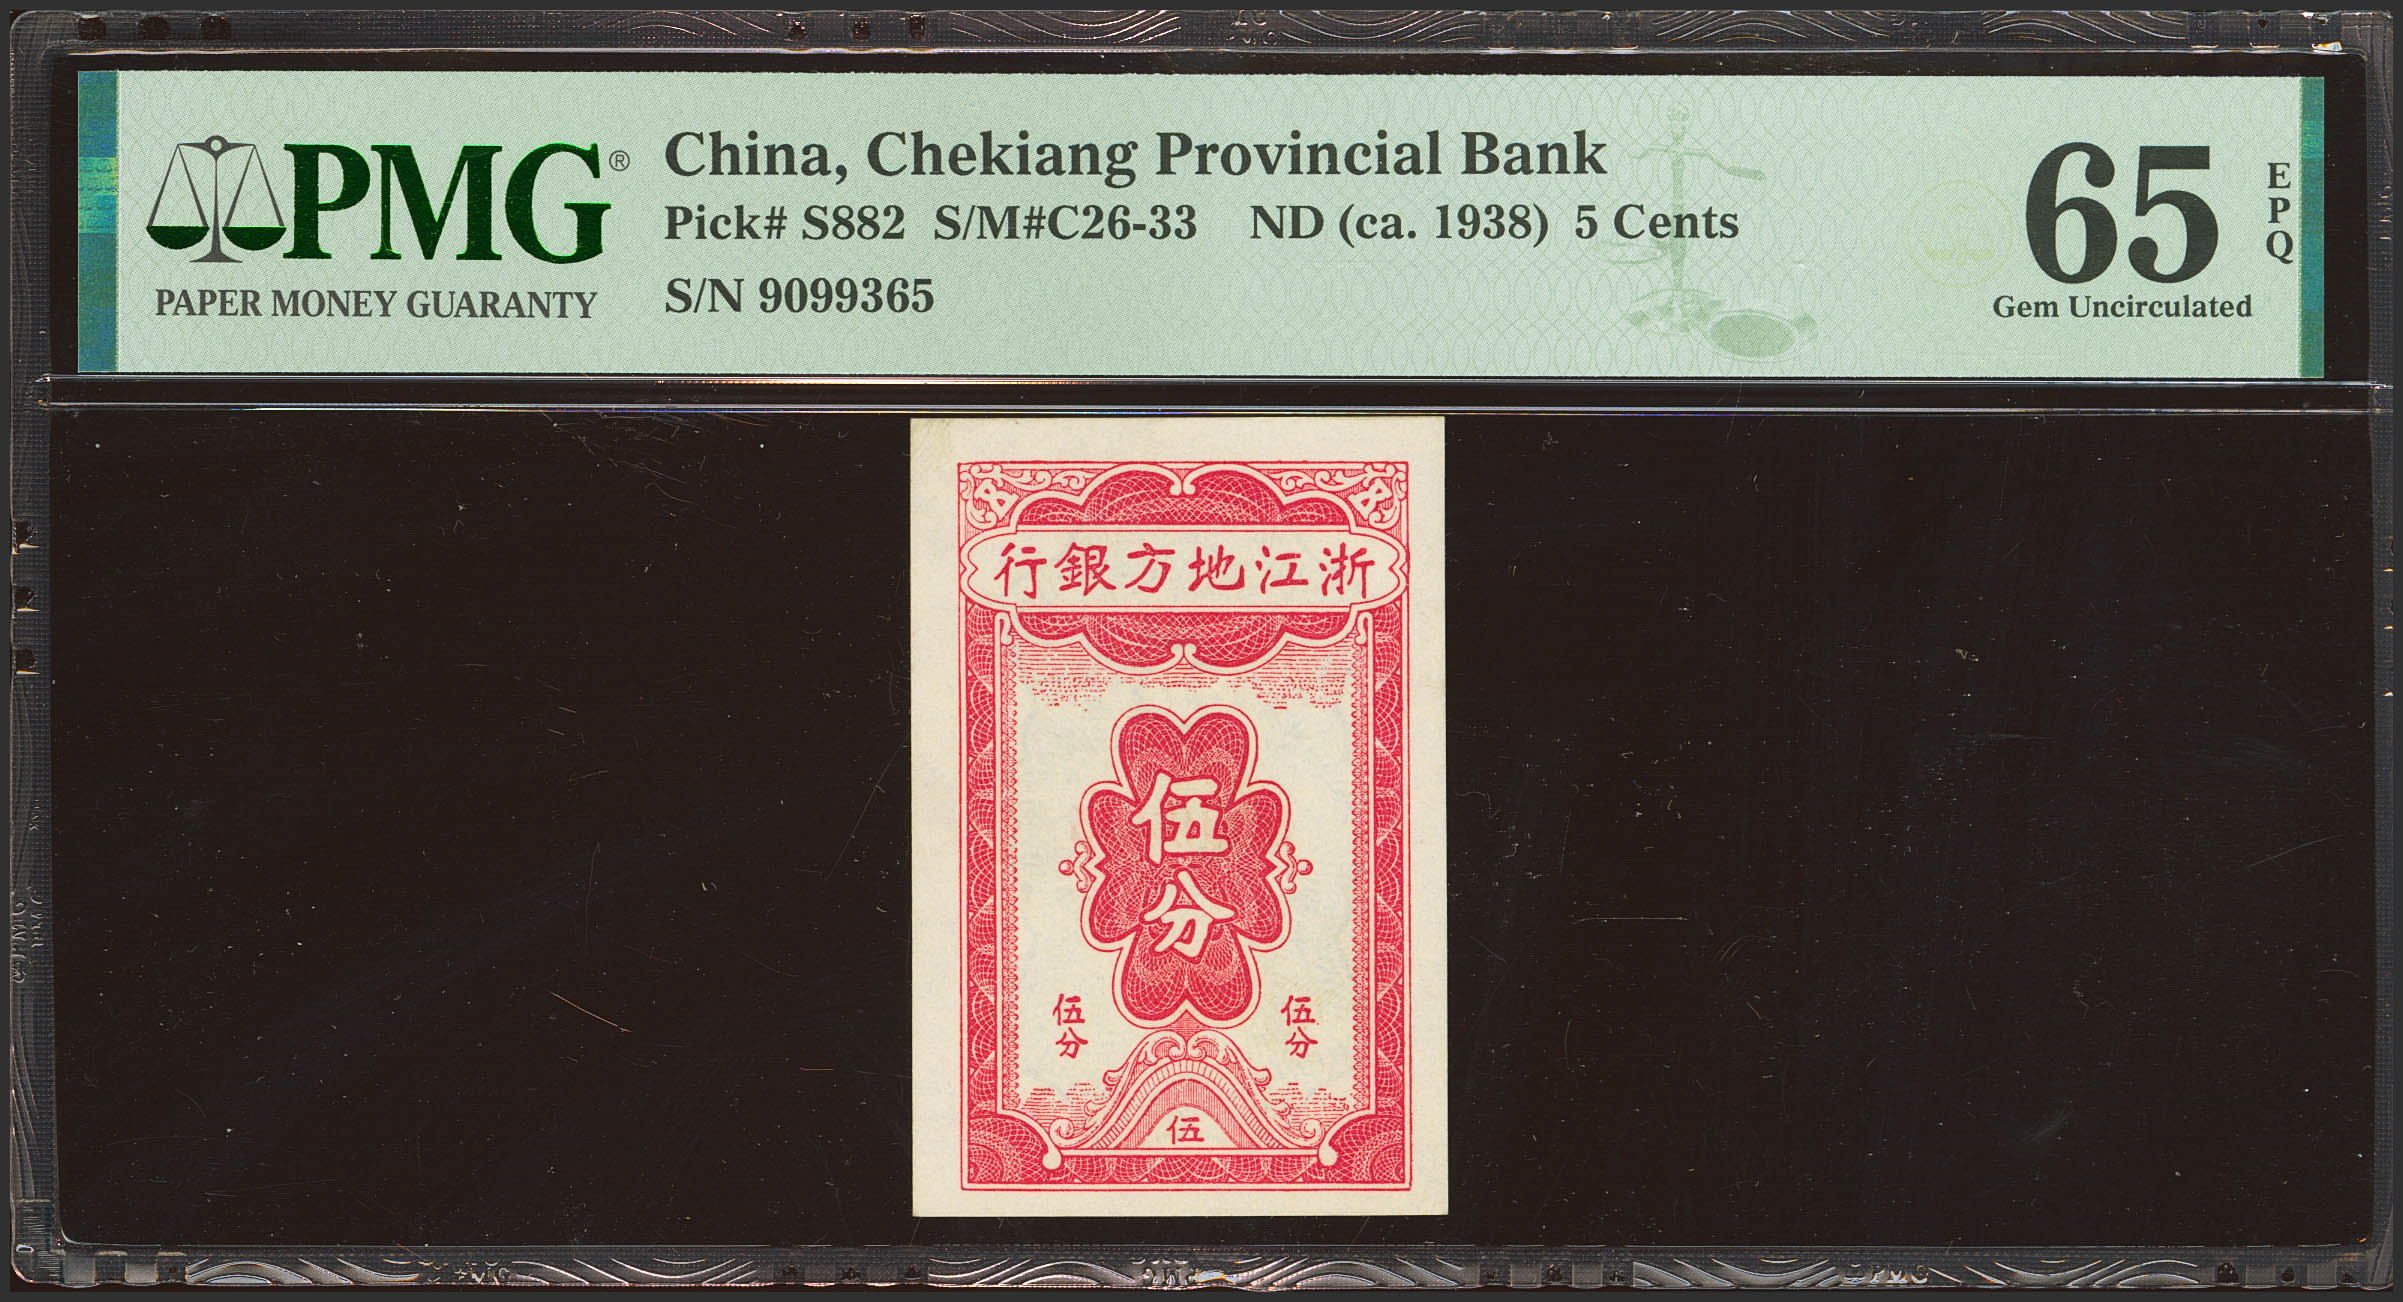 PMG®
PAPER MONEY GUARANTY
China, Chekiang Provincial Bank
Pick# S882 S/M#C26-33 ND (ca. 1938) 5 Cents
S/N 9099365
65
EPQ
Gem Uncirculated
行銀方地江浙
伍
分
伍分
伍分
伍